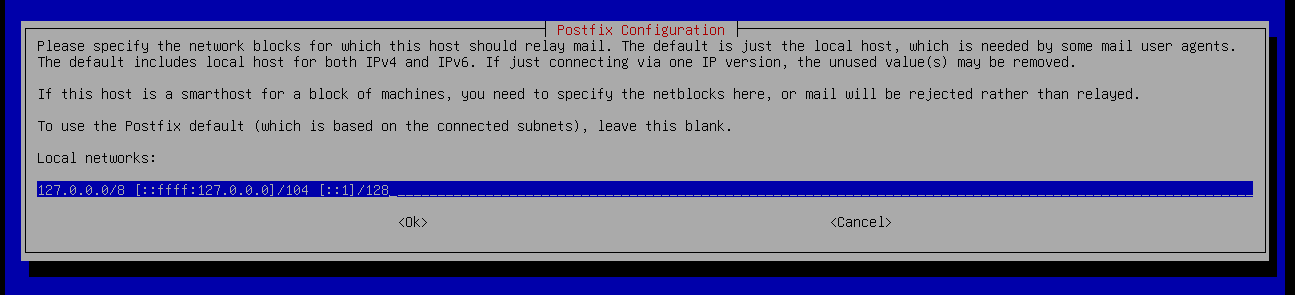 Postfix Configuration
Please specify the network blocks for which this host should relay mail. The default is just the local host, which is needed by some mail user agents.
The default includes local host for both IPv4 and IPv6. If just connecting via one IP version, the unused value(s) may be removed.
If this host is a smarthost for a block of machines, you need to specify the netblocks here, or mail will be rejected rather than relayed.
To use the Postfix default (which is based on the connected subnets), leave this blank.
Local networks:
127.0.0.0/8 [::ffff:127.0.0.0]/104 [::1]/128
<Ok> <Cancel>